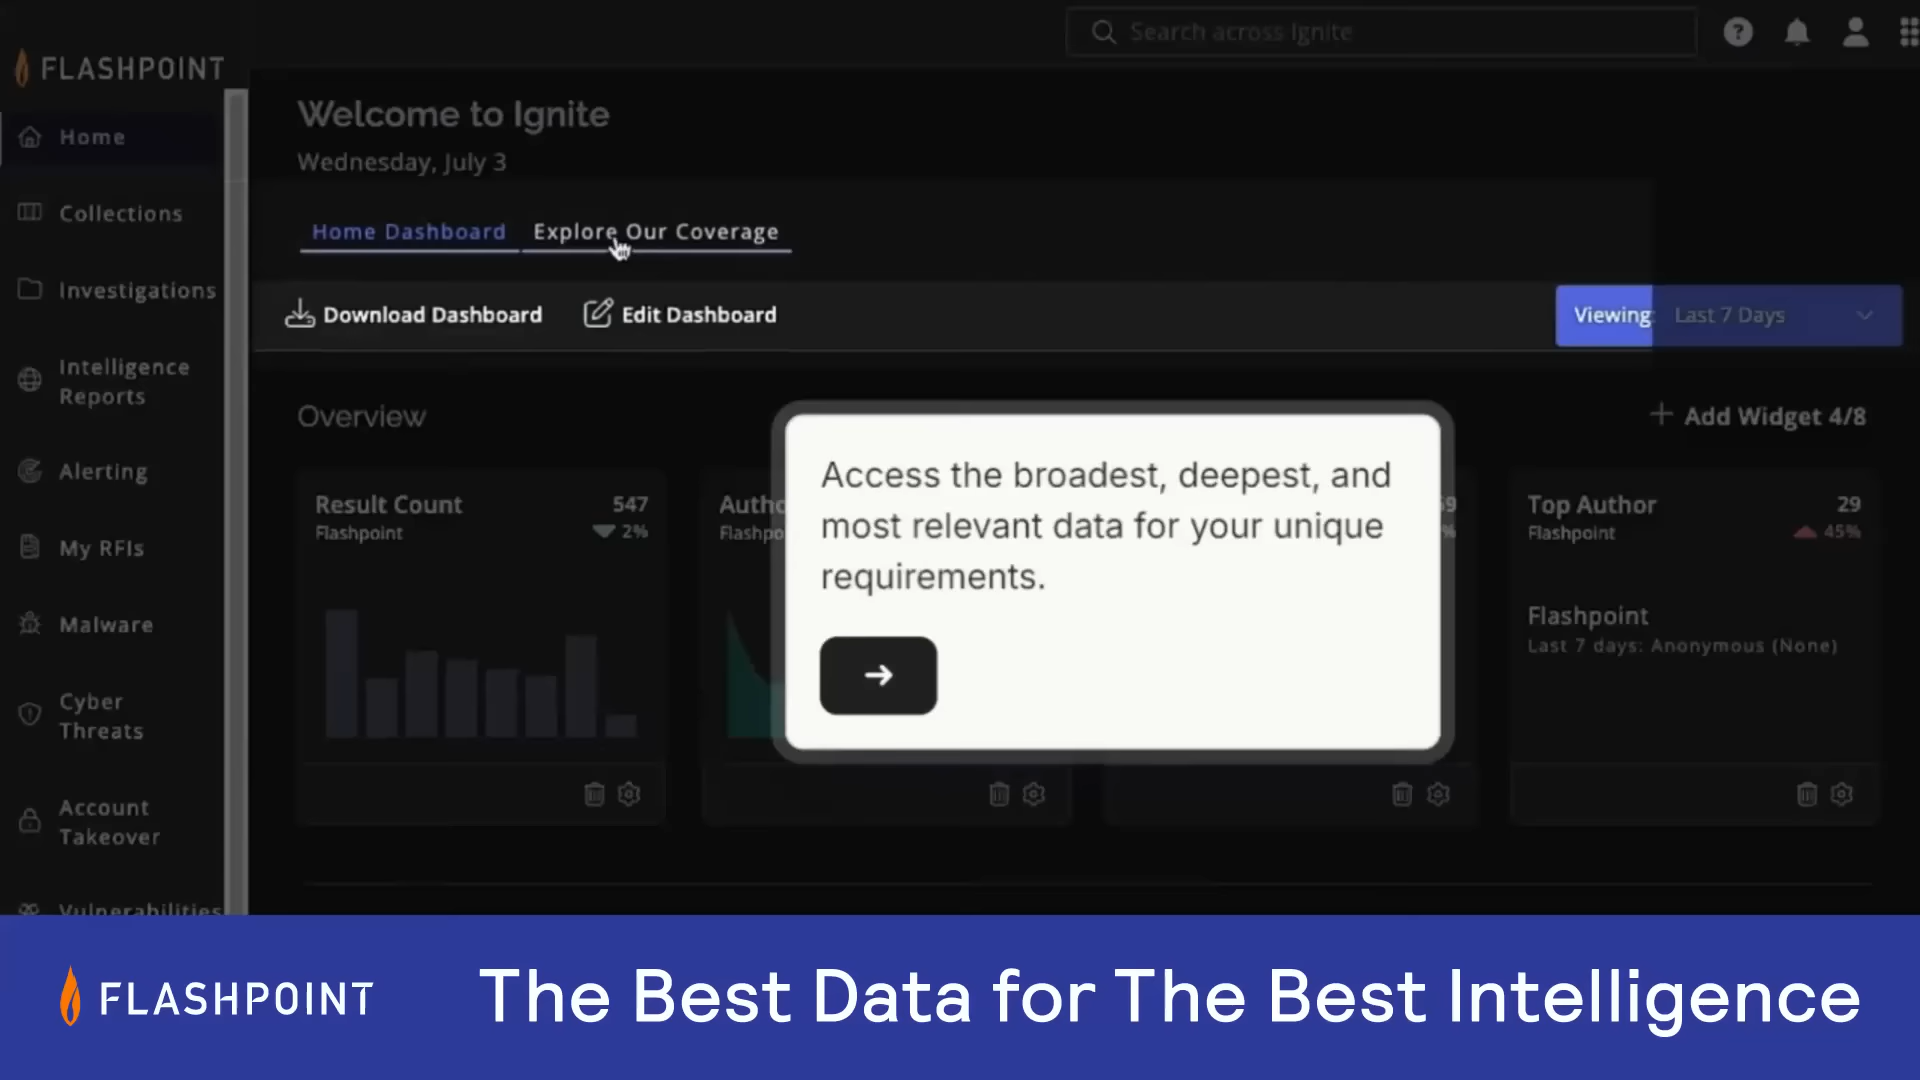 Search across Ignite
FLASHPOINT
Welcome to Ignite
Wednesday, July 3
Home
Collections
Investigations
Intelligence
Reports
Alerting
My RFIs
Malware
Cyber
Threats
Account
Takeover
Vulnerabilities
Home Dashboard
Explore Our Coverage
Download Dashboard
Edit Dashboard
Viewing
Last 7 Days
Overview
+ Add Widget 4/8
Result Count 547
Flashpoint 2%
Access the broadest, deepest, and
most relevant data for your unique
requirements.
Top Author 29
Flashpoint 45%
Flashpoint
Last 7 days: Anonymous (None)
FLASHPOINT
The Best Data for The Best Intelligence